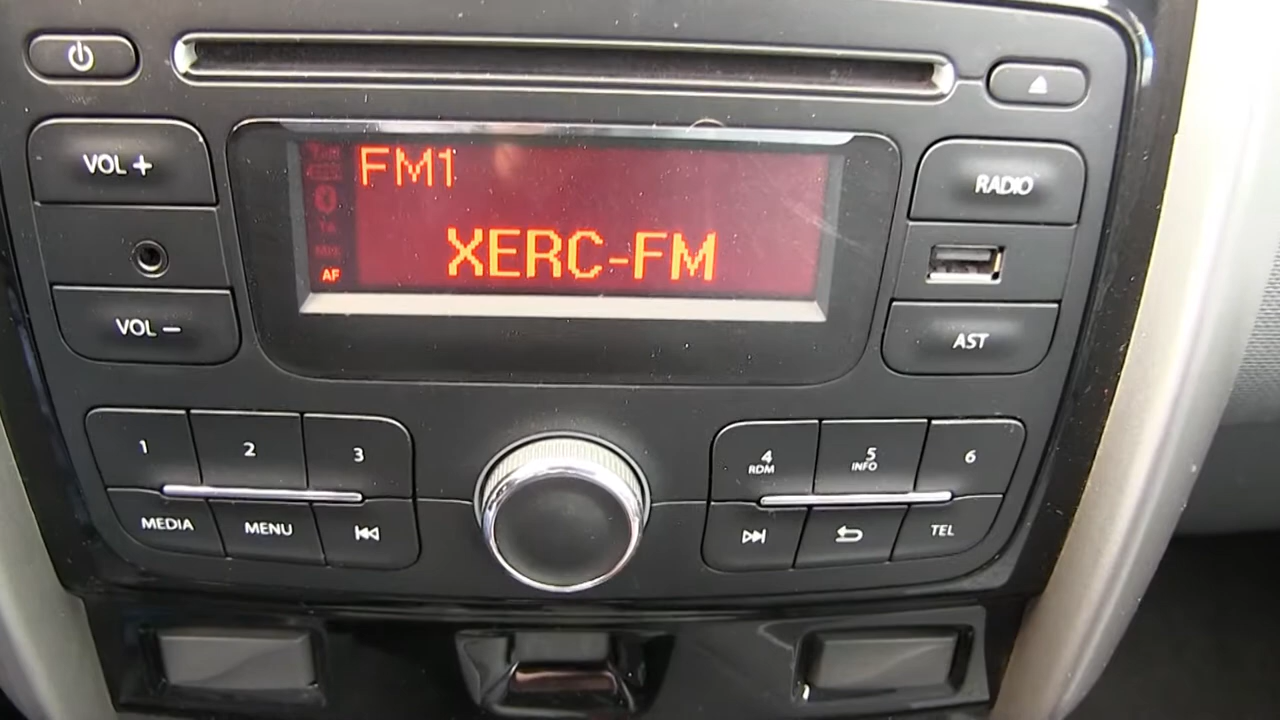 VOL +
FM1
RADIO
XERC-FM
AF
VOL –
AST
1
2
3
4
RDM
5
INFO
6
MEDIA
MENU
TEL